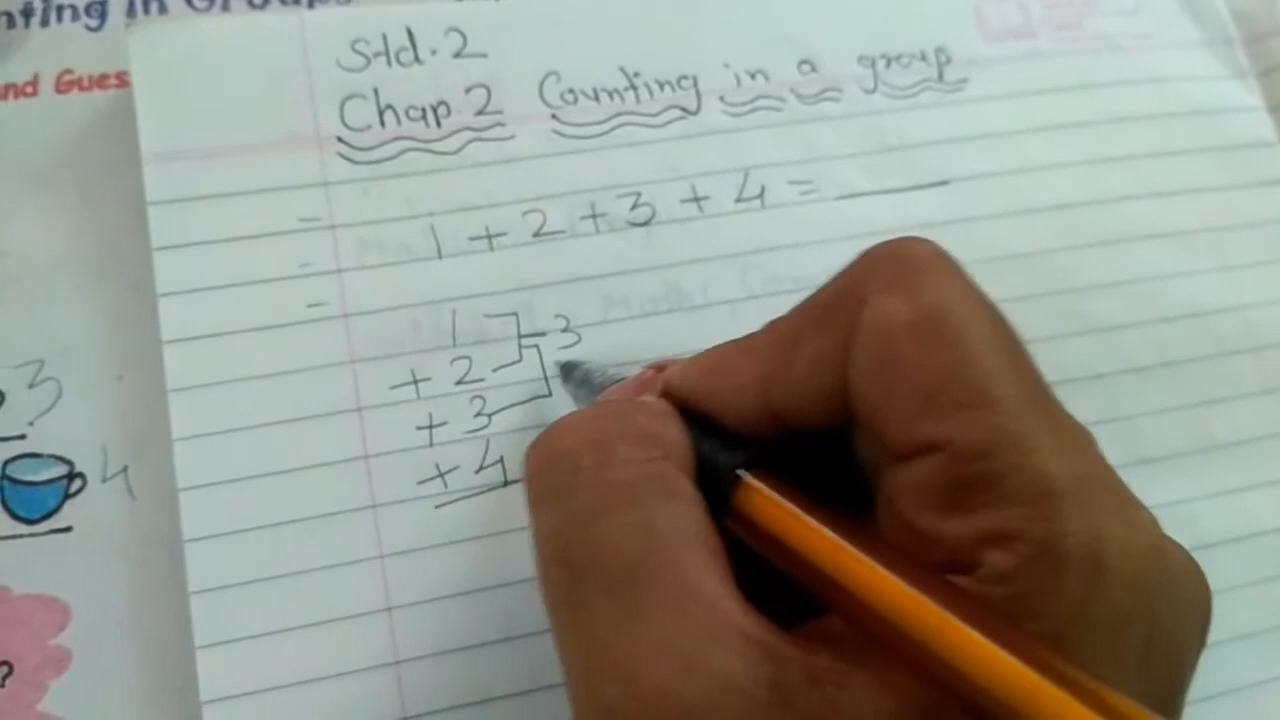 nting in Groups
and Gues
Std.2
Chap.2 Counting in a group
1 + 2 + 3 + 4 = ____
1
3
+ 2
+ 3
+ 4
3
4
?